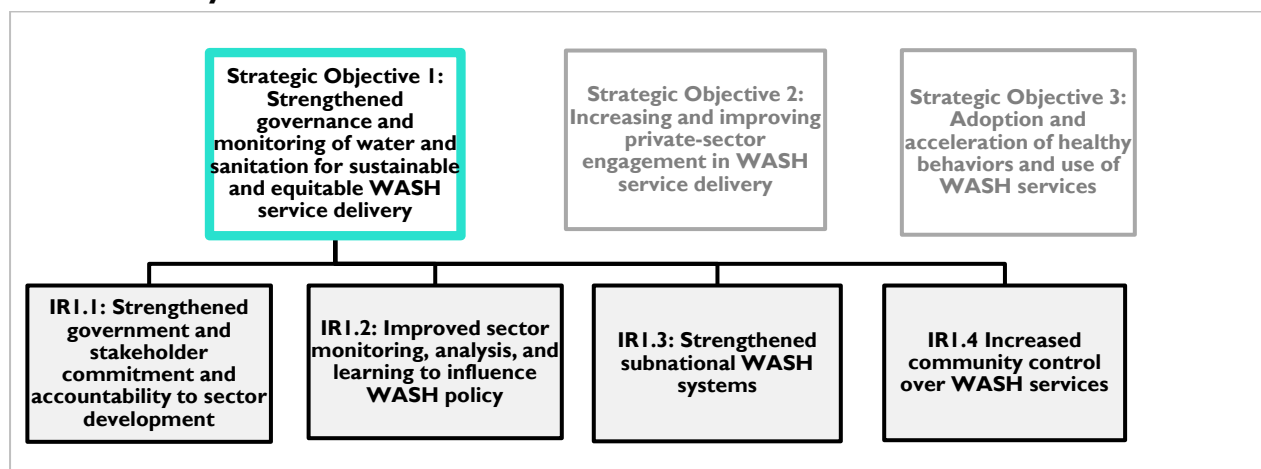 Strategic Objective 1:
Strengthened
governance and
monitoring of water and
sanitation for sustainable
and equitable WASH
service delivery
Strategic Objective 2:
Increasing and improving
private-sector
engagement in WASH
service delivery
Strategic Objective 3:
Adoption and
acceleration of healthy
behaviors and use of
WASH services
IR1.1: Strengthened
government and
stakeholder
commitment and
accountability to sector
development
IR1.2: Improved sector
monitoring, analysis, and
learning to influence
WASH policy
IR1.3: Strengthened
subnational WASH
systems
IR1.4 Increased
community control
over WASH services